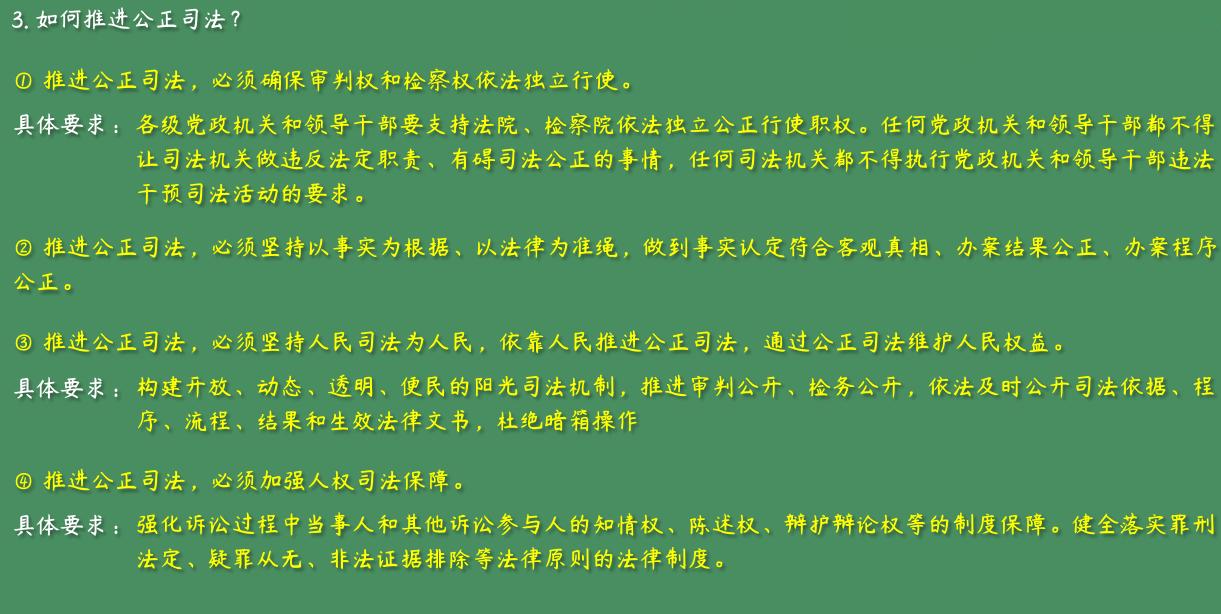 3. 如何推进公正司法？
① 推进公正司法，必须确保审判权和检察权依法独立行使。
具体要求：各级党政机关和领导干部要支持法院、检察院依法独立公正行使职权。任何党政机关和领导干部都不得
让司法机关做违反法定职责、有碍司法公正的事情，任何司法机关都不得执行党政机关和领导干部违法
干预司法活动的要求。
② 推进公正司法，必须坚持以事实为根据、以法律为准绳，做到事实认定符合客观真相、办案结果公正、办案程序
公正。
③ 推进公正司法，必须坚持人民司法为人民，依靠人民推进公正司法，通过公正司法维护人民权益。
具体要求：构建开放、动态、透明、便民的阳光司法机制，推进审判公开、检务公开，依法及时公开司法依据、程
序、流程、结果和生效法律文书，杜绝暗箱操作
④ 推进公正司法，必须加强人权司法保障。
具体要求：强化诉讼过程中当事人和其他诉讼参与人的知情权、陈述权、辩护辩论权等的制度保障。健全落实罪刑
法定、疑罪从无、非法证据排除等法律原则的法律制度。